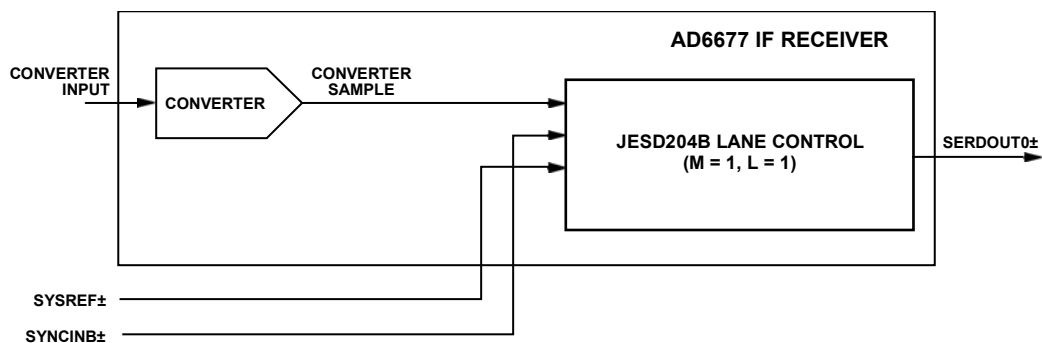 AD6677 IF RECEIVER
CONVERTER
INPUT
CONVERTER
CONVERTER
SAMPLE
JESD204B LANE CONTROL
(M = 1, L = 1)
SERDOUT0±
SYSREF±
SYNCINB±